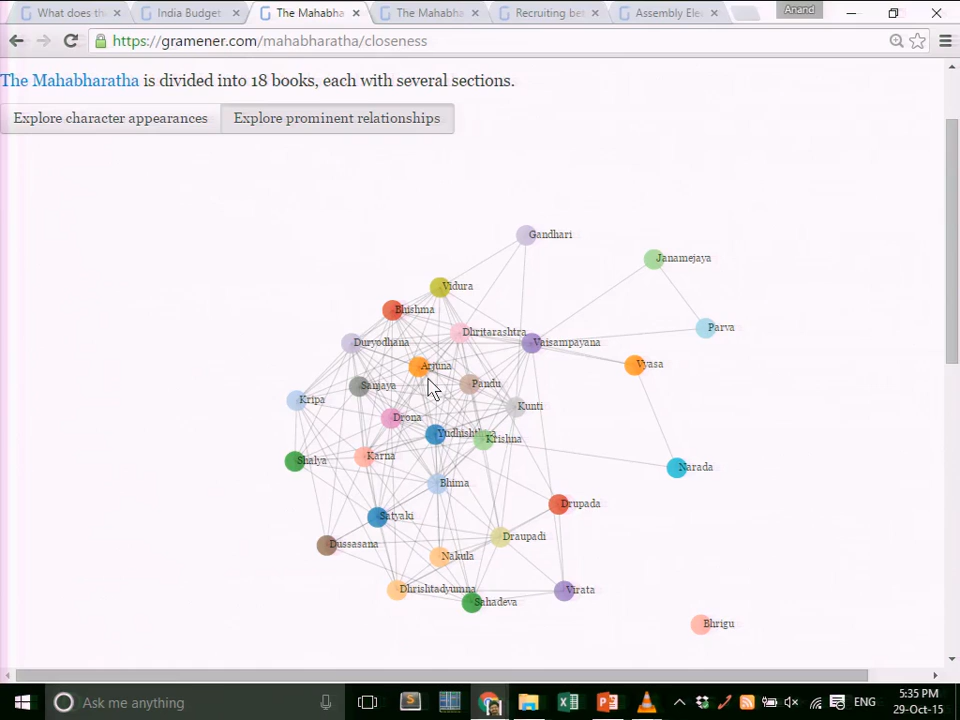 What does th
India Budget
The Mahabha
The Mahabha
Recruiting be
Assembly Ele
Anand
https://gramener.com/mahabharatha/closeness
The Mahabharatha is divided into 18 books, each with several sections.
Explore character appearances
Explore prominent relationships
Gandhari
Janamejaya
Vidura
Bhishma
Parva
Dhritarashtra
Duryodhana
Vaisampayana
Arjuna
Vyasa
Sanjaya
Pandu
Kripa
Kunti
Drona
Yudhishthira
Krishna
Karna
Shalya
Narada
Bhima
Drupada
Satyaki
Draupadi
Dussasana
Nakula
Dhrishtadyumna
Virata
Sahadeva
Bhrigu
Ask me anything
ENG
5:35 PM
29-Oct-15